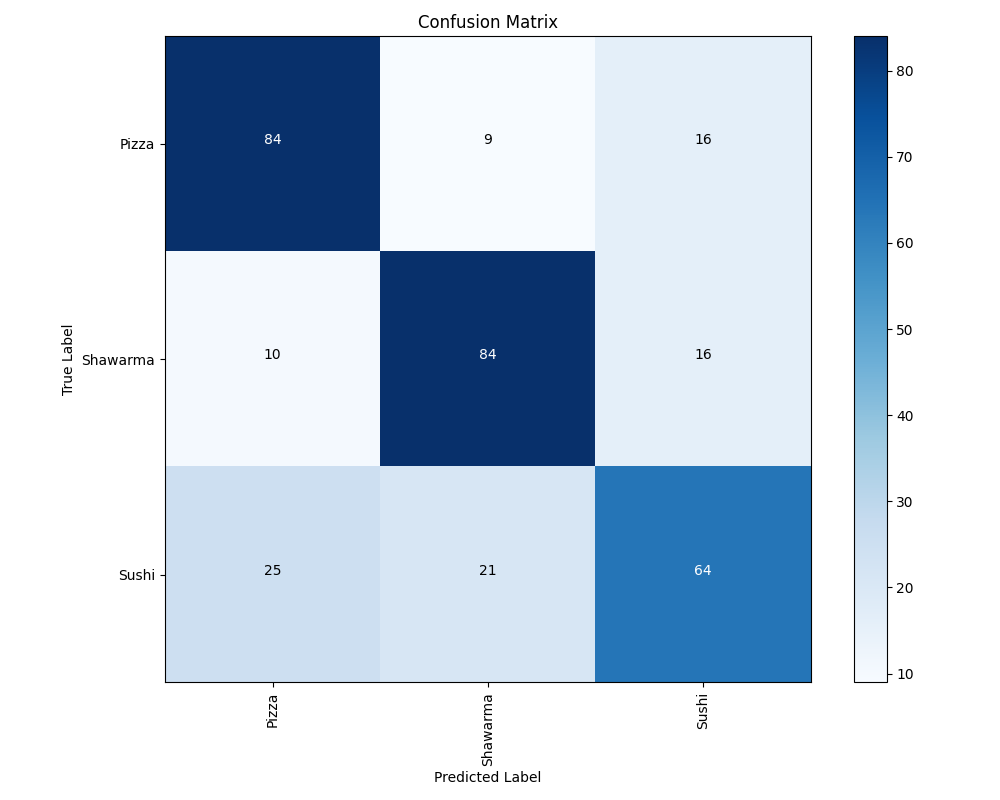 Confusion Matrix
True Label
Pizza
84
9
16
Shawarma
10
84
16
Sushi
25
21
64
Pizza
Shawarma
Sushi
Predicted Label
80
70
60
50
40
30
20
10